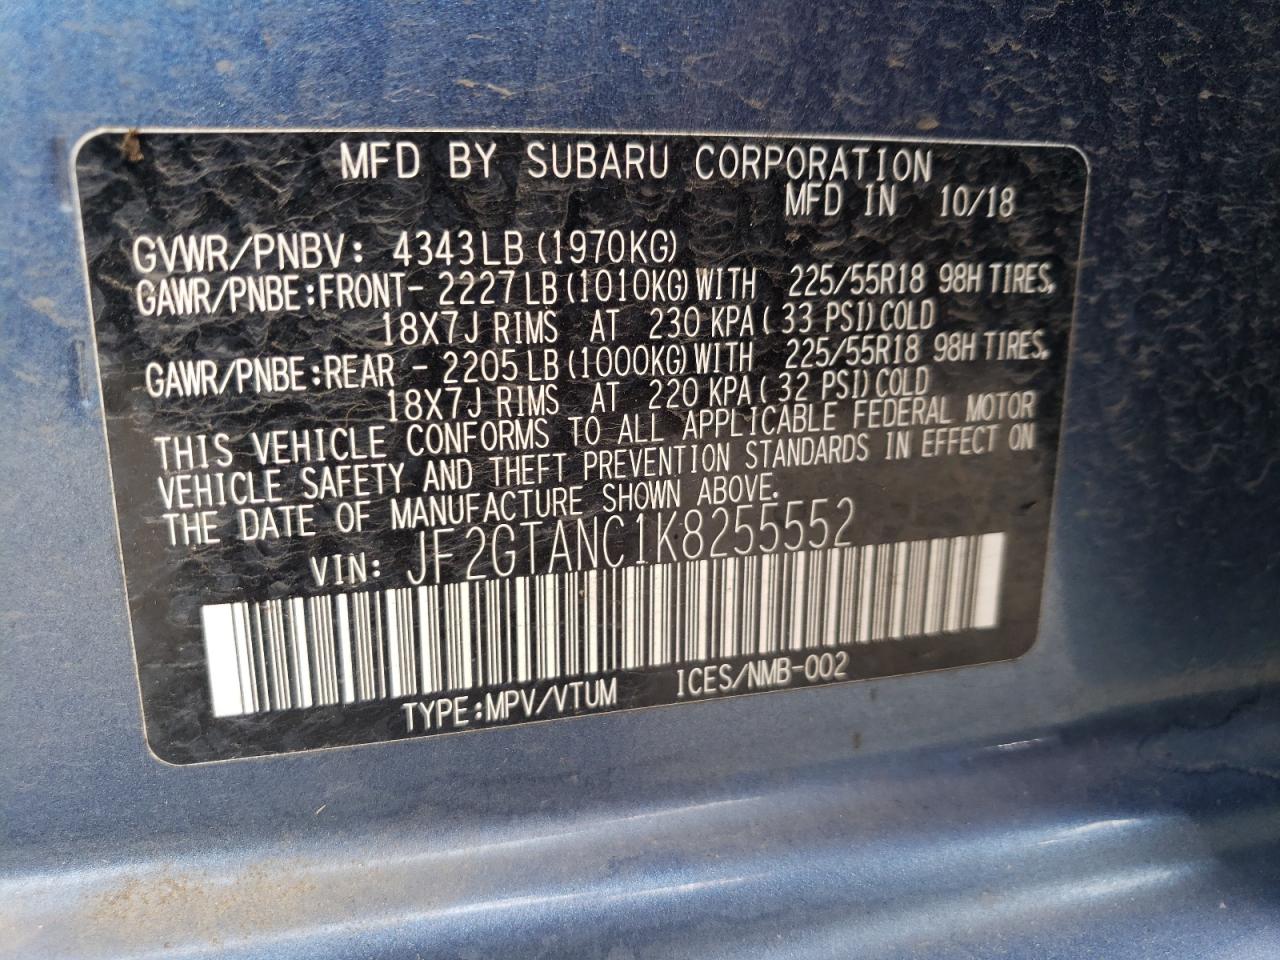 MFD BY SUBARU CORPORATION
MFD IN 10/18
GVWR/PNBV: 4343LB (1970KG)
GAWR/PNBE:FRONT- 2227LB (1010KG) WITH 225/55R18 98H TIRES,
18X7J RIMS AT 230 KPA ( 33 PSI) COLD
GAWR/PNBE:REAR - 2205LB (1000KG) WITH 225/55R18 98H TIRES,
18X7J RIMS AT 220 KPA ( 32 PSI) COLD
THIS VEHICLE CONFORMS TO ALL APPLICABLE FEDERAL MOTOR
VEHICLE SAFETY AND THEFT PREVENTION STANDARDS IN EFFECT ON
THE DATE OF MANUFACTURE SHOWN ABOVE.
VIN: JF2GTANC1K8255552
TYPE:MPV/VTUM ICES/NMB-002